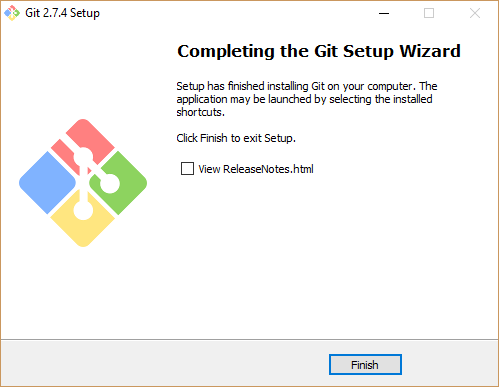 Git 2.7.4 Setup
Completing the Git Setup Wizard
Setup has finished installing Git on your computer. The
application may be launched by selecting the installed
shortcuts.
Click Finish to exit Setup.
View ReleaseNotes.html
Finish